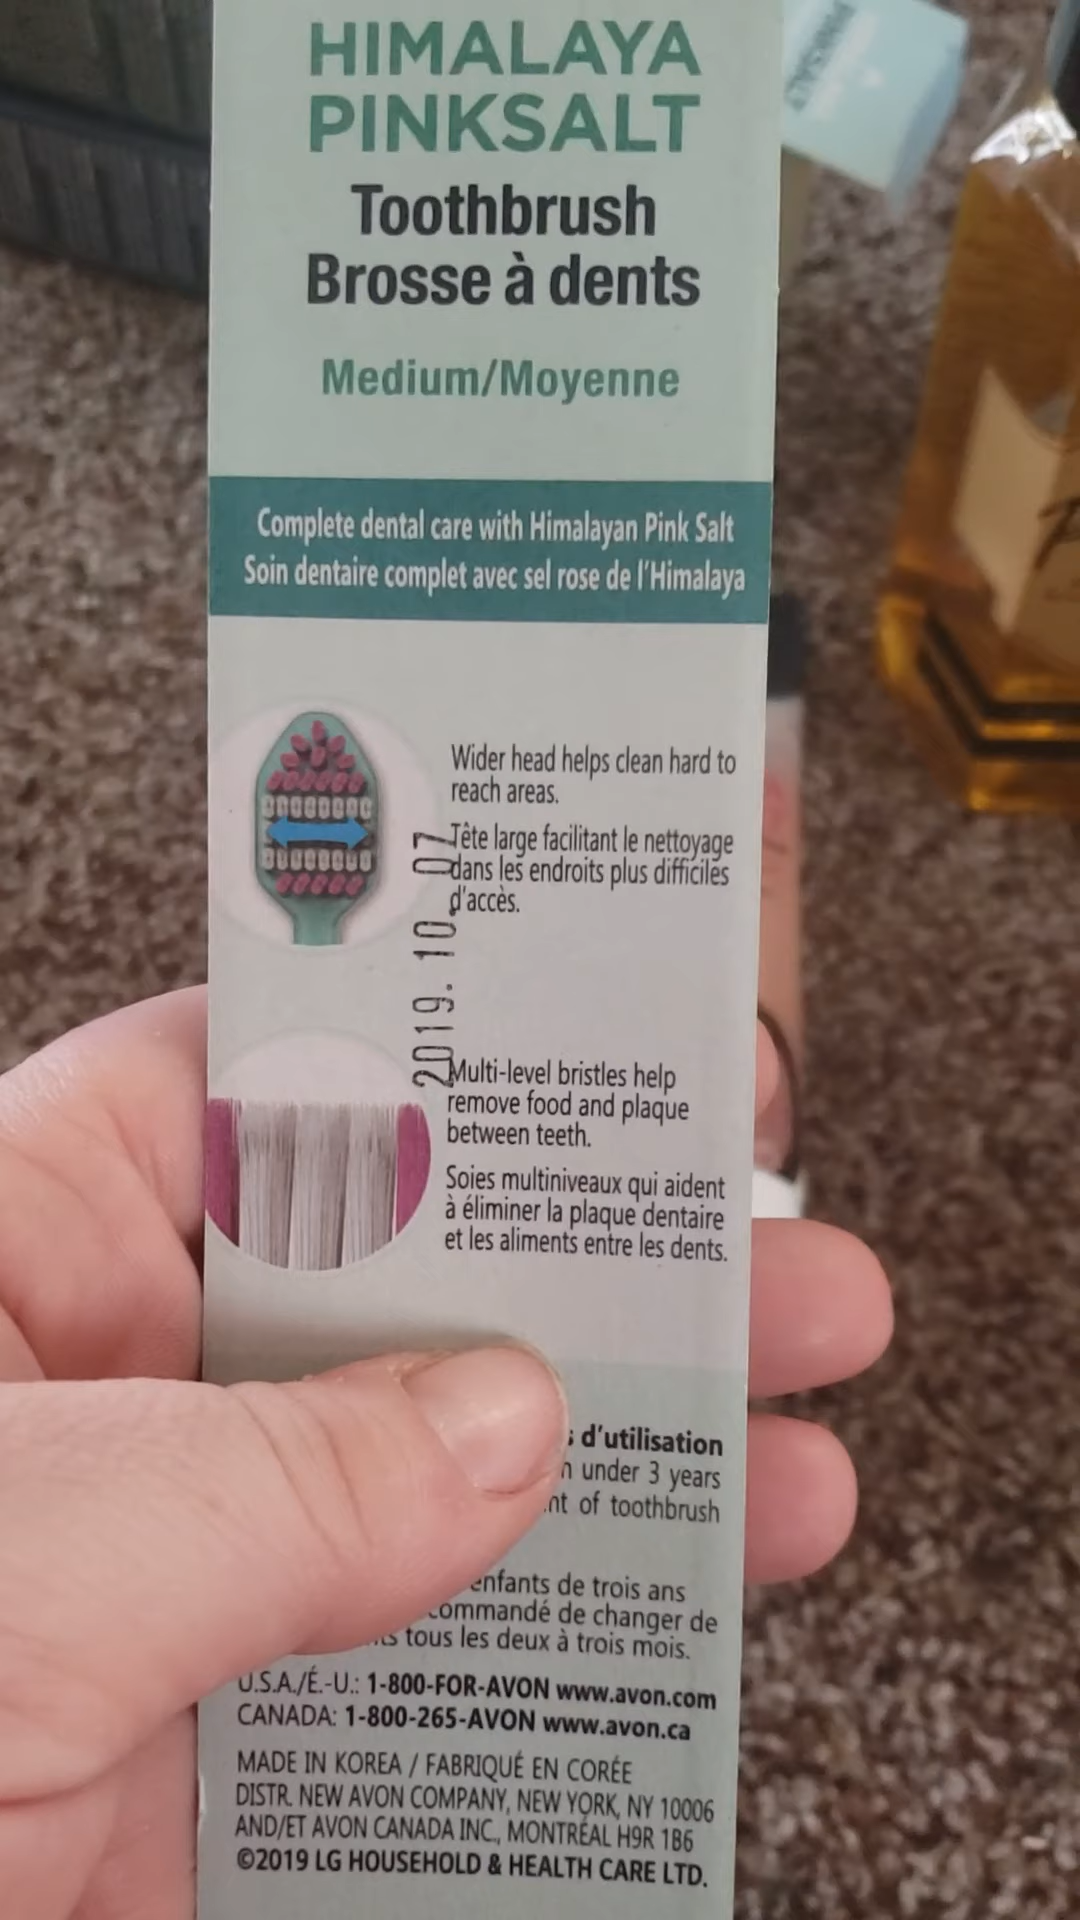 HIMALAYA
PINKSALT
Toothbrush
Brosse à dents
Medium/Moyenne
Complete dental care with Himalayan Pink Salt
Soin dentaire complet avec sel rose de l'Himalaya
Wider head helps clean hard to
reach areas.
Tête large facilitant le nettoyage
dans les endroits plus difficiles
d'accès.
2019. 10. 07
Multi-level bristles help
remove food and plaque
between teeth.
Soies multiniveaux qui aident
à éliminer la plaque dentaire
et les aliments entre les dents.
d'utilisation
under 3 years
of toothbrush
enfants de trois ans
de changer de
tous les deux à trois mois.
U.S.A./É.-U.: 1-800-FOR-AVON www.avon.com
CANADA: 1-800-265-AVON www.avon.ca
MADE IN KOREA / FABRIQUÉ EN CORÉE
DISTR. NEW AVON COMPANY, NEW YORK, NY 10006
AND/ET AVON CANADA INC., MONTRÉAL H9R 1B6
©2019 LG HOUSEHOLD & HEALTH CARE LTD.
PINKSALT